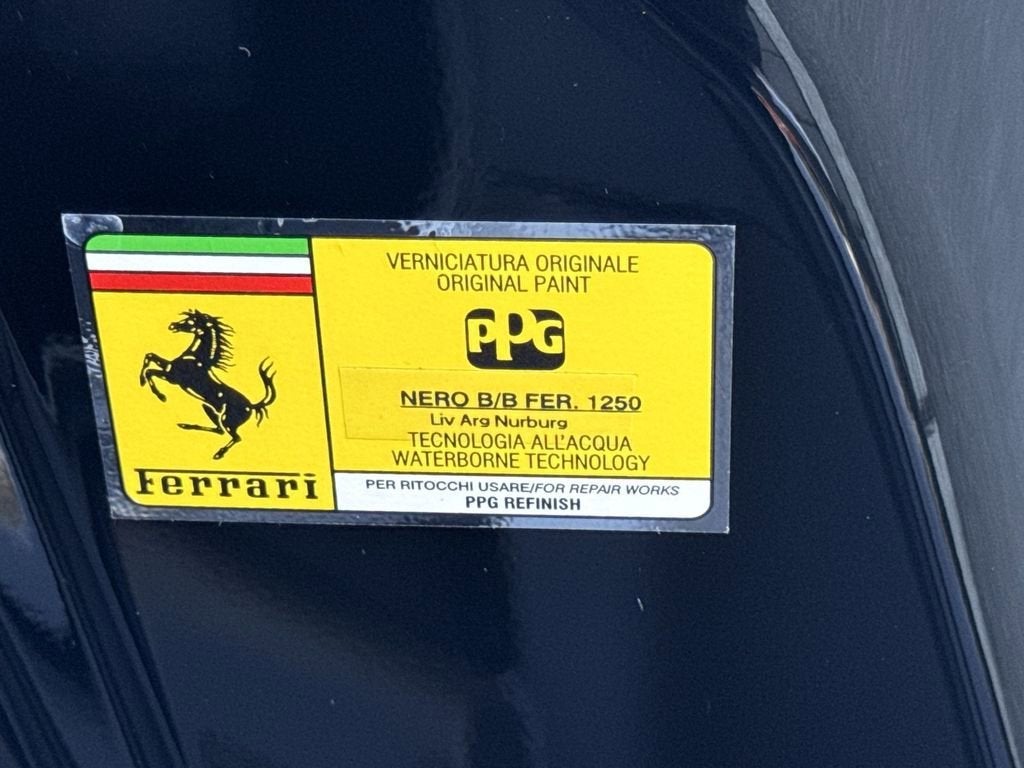 VERNICIATURA ORIGINALE
ORIGINAL PAINT
PPG
NERO B/B FER. 1250
Liv Arg Nurburg
TECNOLOGIA ALL'ACQUA
WATERBORNE TECHNOLOGY
Ferrari
PER RITOCCHI USARE/FOR REPAIR WORKS
PPG REFINISH